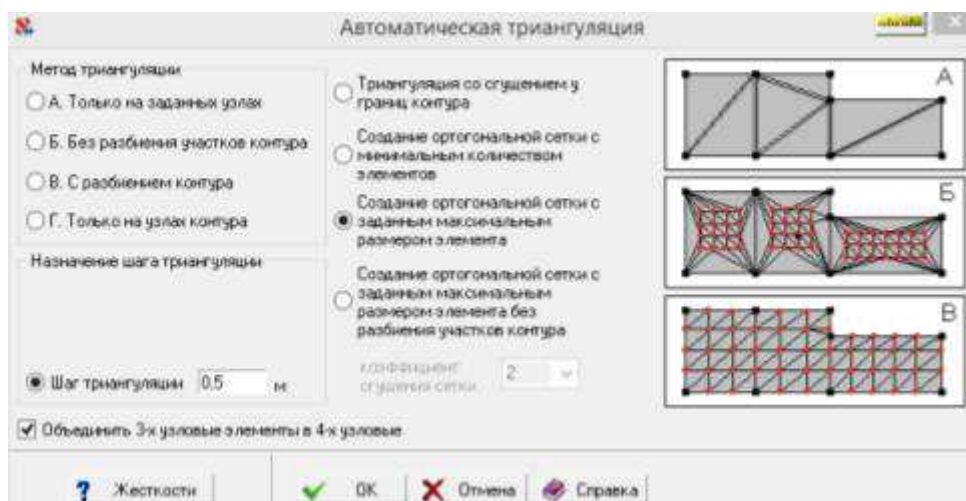 Автоматическая триангуляция
Метод триангуляции
А. Только на заданных узлах
Б. Без разбиения участков контура
В. С разбиением контура
Г. Только на узлах контура
Назначение шага триангуляции
Шаг триангуляции 0,5 м
Триангуляция со сгущением у
границ контура
Создание ортогональной сетки с
минимальным количеством
элементов
Создание ортогональной сетки с
заданным максимальным
размером элемента
Создание ортогональной сетки с
заданным максимальным
размером элемента без
разбиения участков контура
коэффициент
сгущения сетки 2
А
Б
В
Объединить 3-х узловые элементы в 4-х узловые
? Жесткости
OK
Отмена
Справка